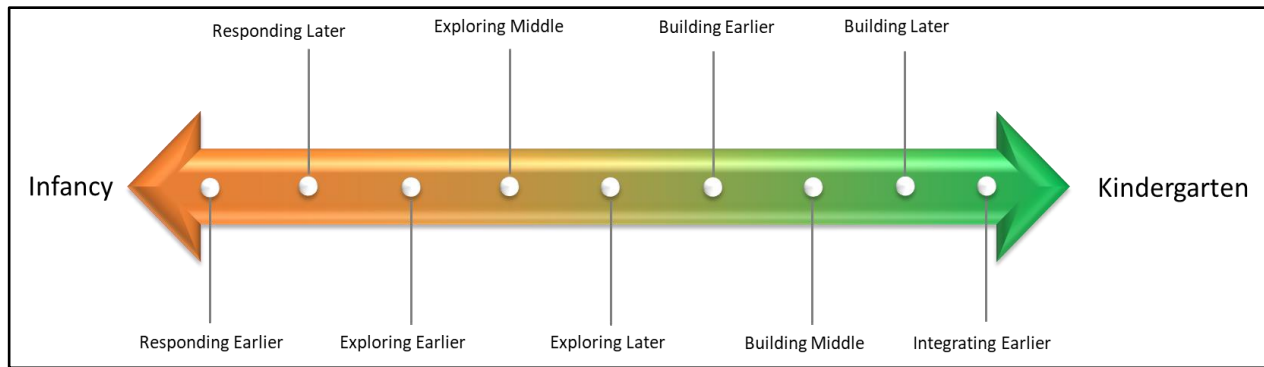 Responding Later
Exploring Middle
Building Earlier
Building Later
Infancy
Kindergarten
Responding Earlier
Exploring Earlier
Exploring Later
Building Middle
Integrating Earlier